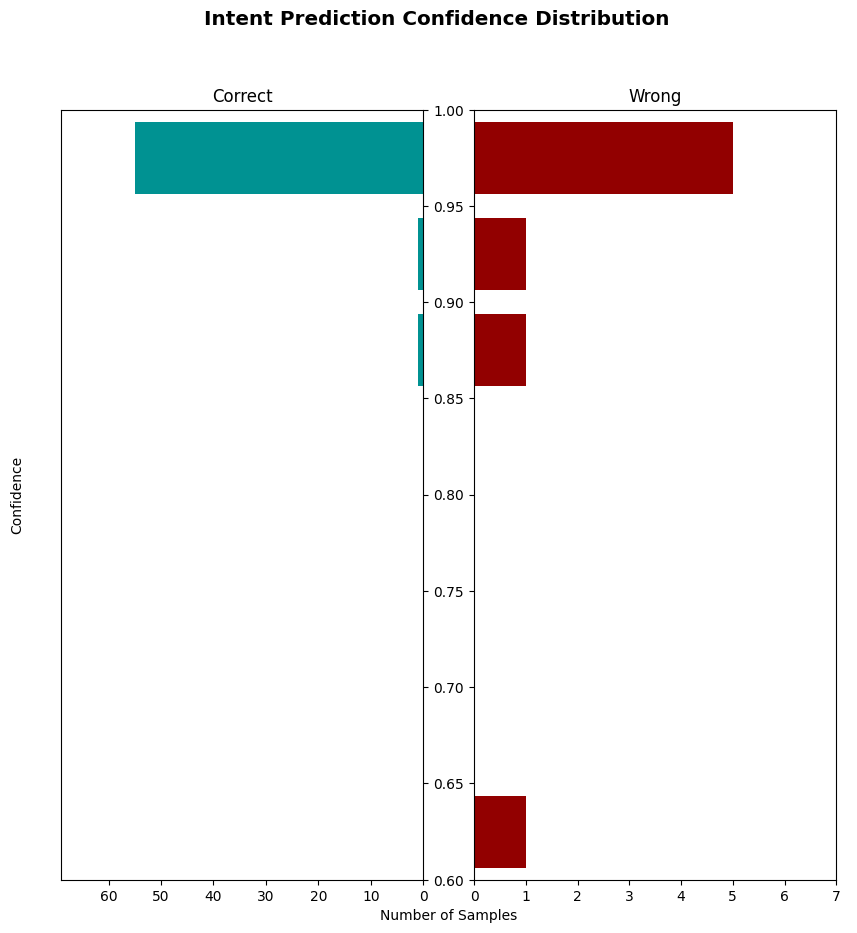 Intent Prediction Confidence Distribution
Correct
Wrong
1.00
0.95
0.90
0.85
0.80
0.75
0.70
0.65
0.60
Confidence
60 50 40 30 20 10 0
0 1 2 3 4 5 6 7
Number of Samples